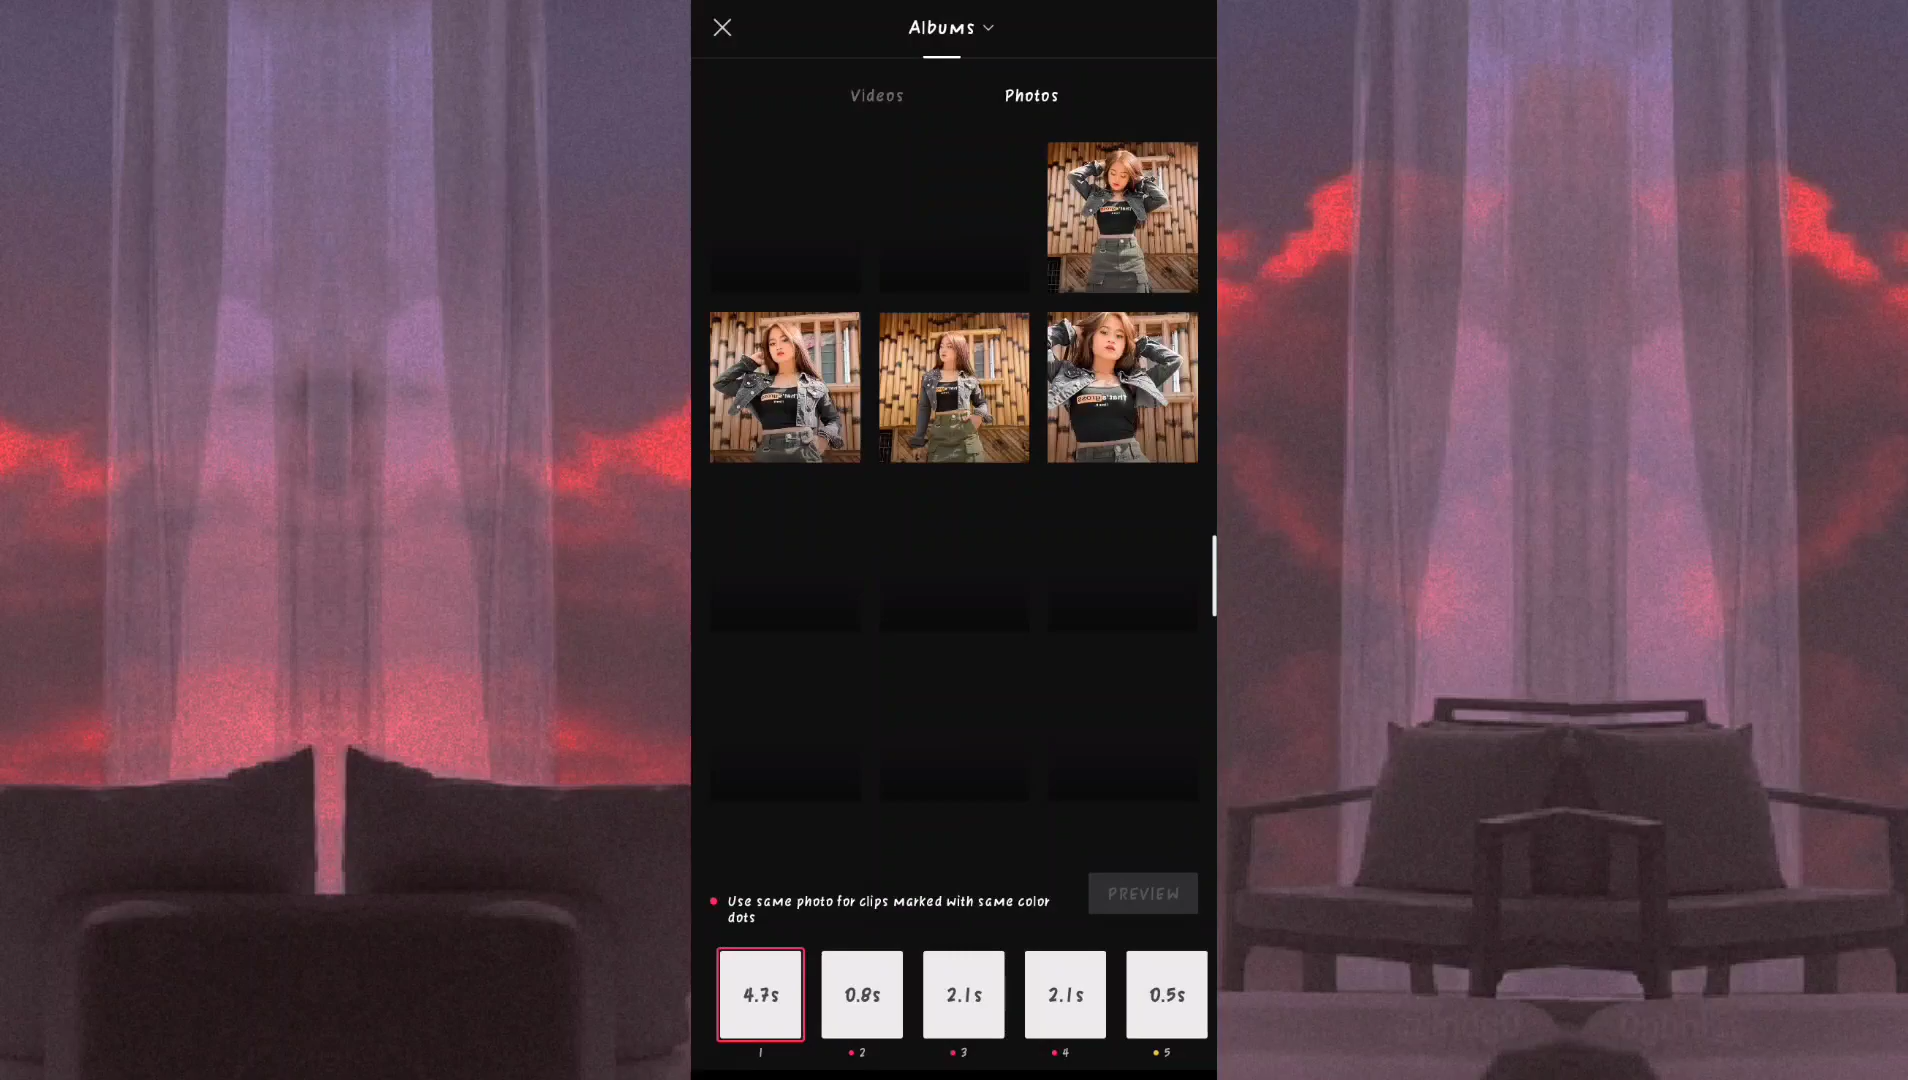 Albums
Videos Photos
Use same photo for clips marked with same color
dots
PREVIEW
4.7s 0.8s 2.1s 2.1s 0.5s
1 2 3 4 5